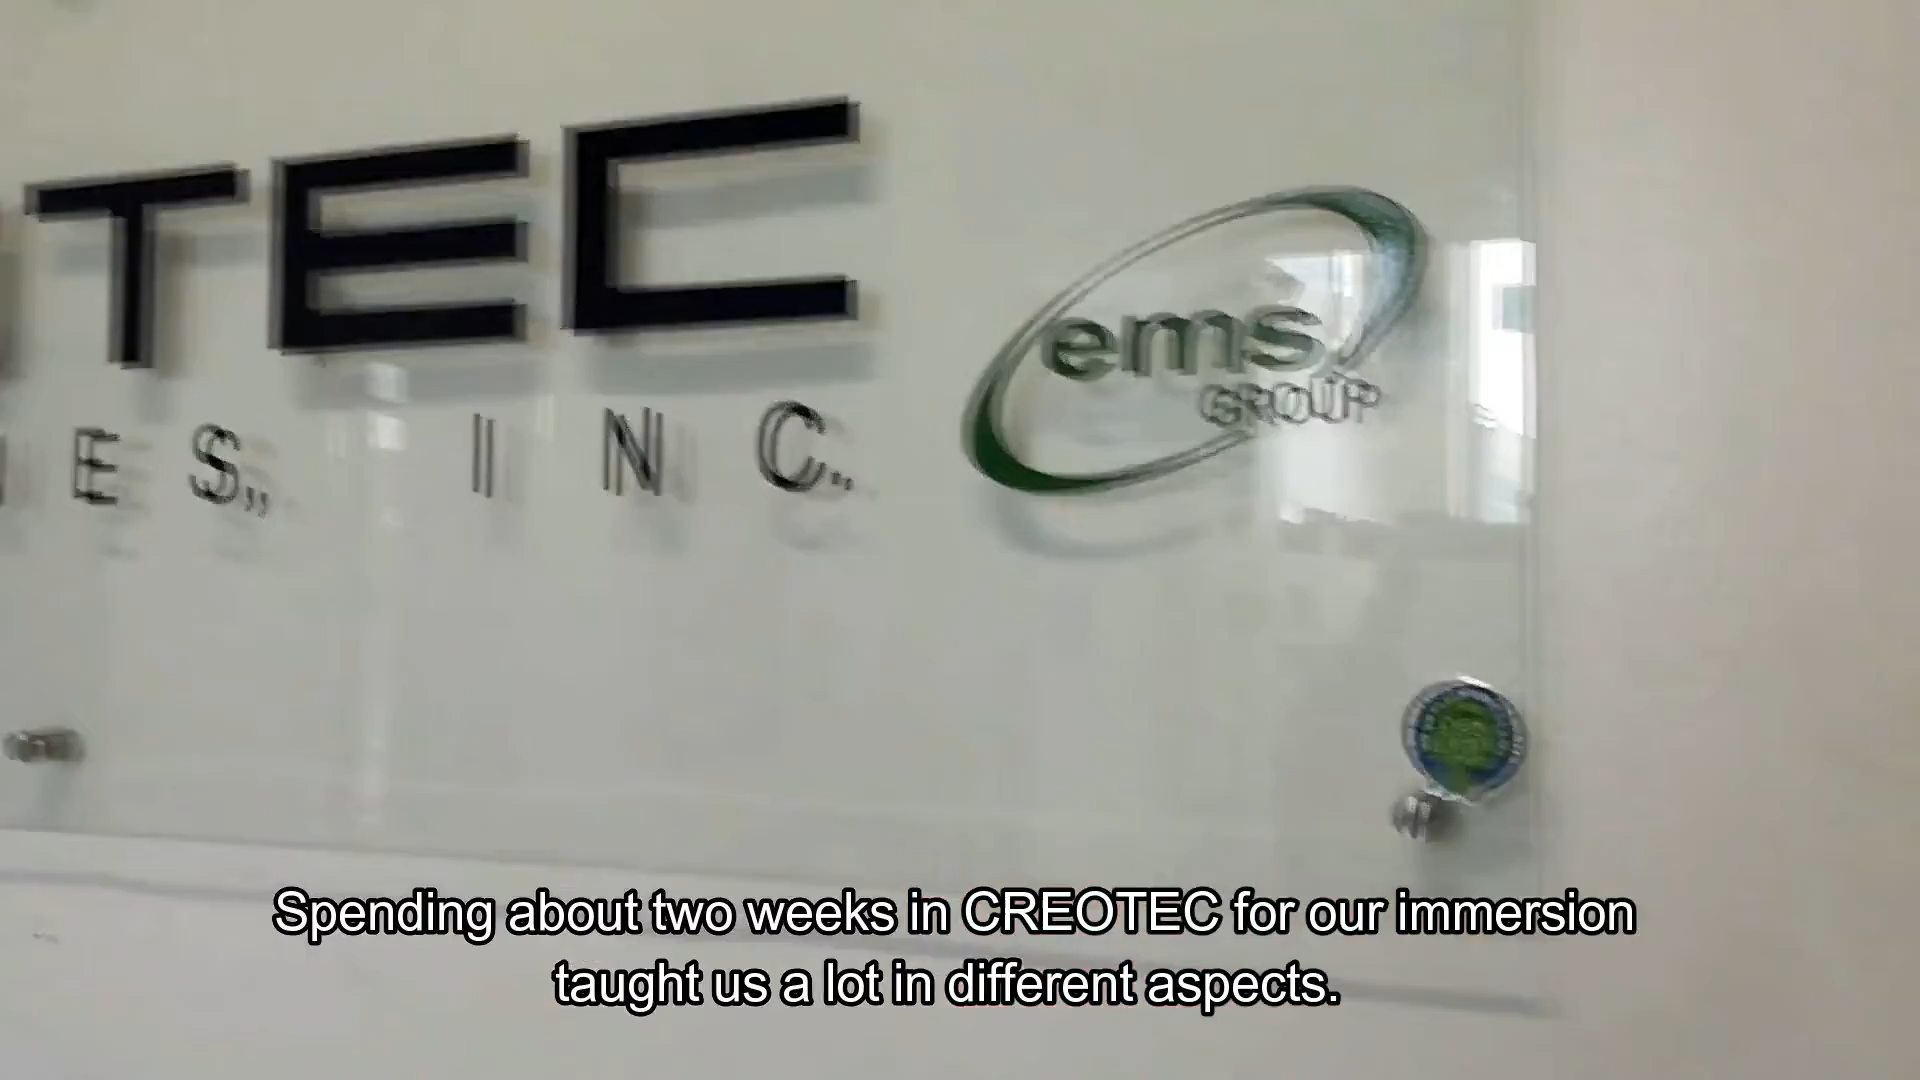 TEC
ES, INC.
ems
GROUP
Spending about two weeks in CREOTEC for our immersion
taught us a lot in different aspects.